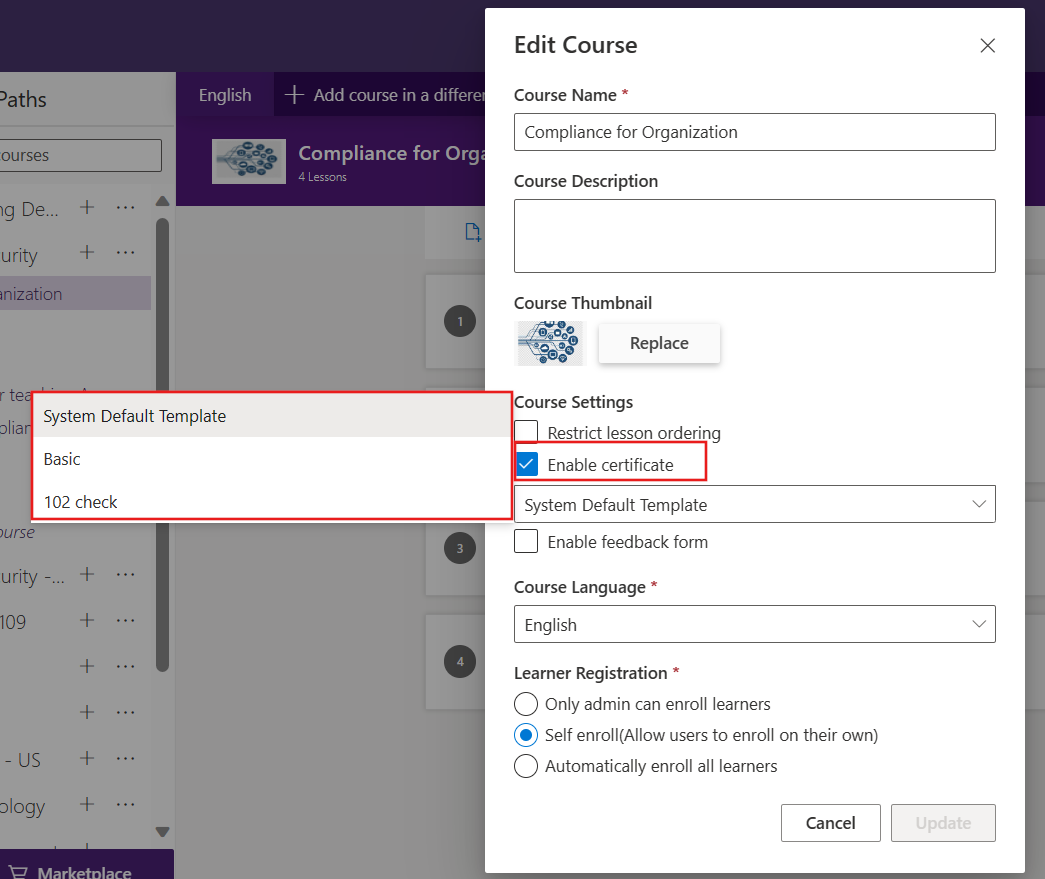 Paths
courses
ng De...
urity
anization
r tea
plian
ourse
urity -...
109
- US
ology
Marketplace
English
Add course in a differen
Compliance for Orga
4 Lessons
1
3
4
System Default Template
Basic
102 check
Edit Course
Course Name *
Compliance for Organization
Course Description
Course Thumbnail
Replace
Course Settings
Restrict lesson ordering
Enable certificate
System Default Template
Enable feedback form
Course Language *
English
Learner Registration *
Only admin can enroll learners
Self enroll(Allow users to enroll on their own)
Automatically enroll all learners
Cancel
Update